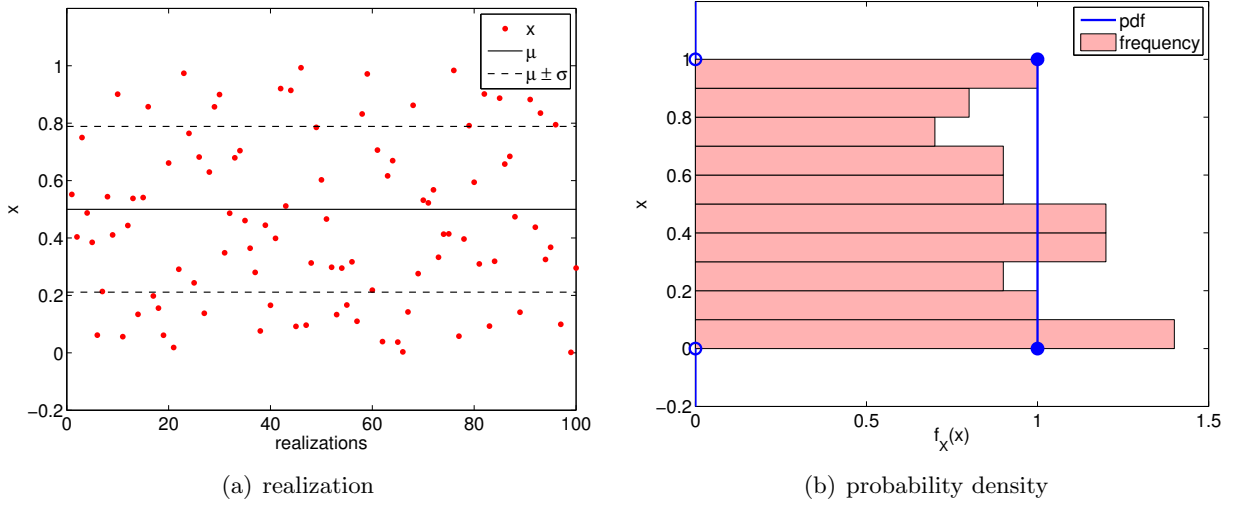 x
μ
μ ± σ
1
0.8
0.6
0.4
0.2
0
−0.2
x
0
20
40
60
80
100
realizations
(a) realization
pdf
frequency
1
0.8
0.6
0.4
0.2
0
−0.2
x
0
0.5
1
1.5
f_X(x)
(b) probability density